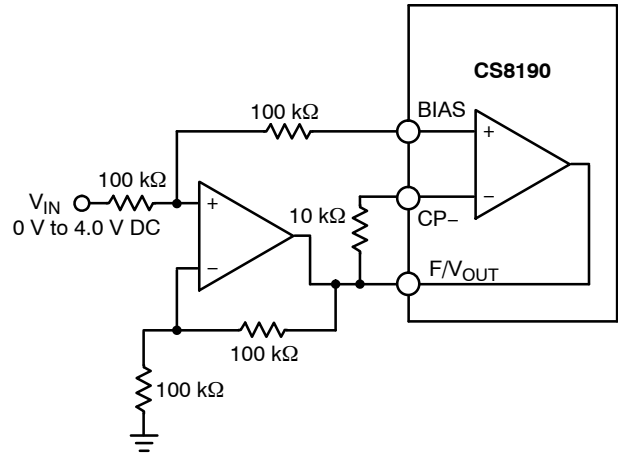 CS8190
BIAS
100 kΩ
+
−
100 kΩ
V_IN
0 V to 4.0 V DC
+
−
10 kΩ
CP−
F/V_OUT
100 kΩ
100 kΩ